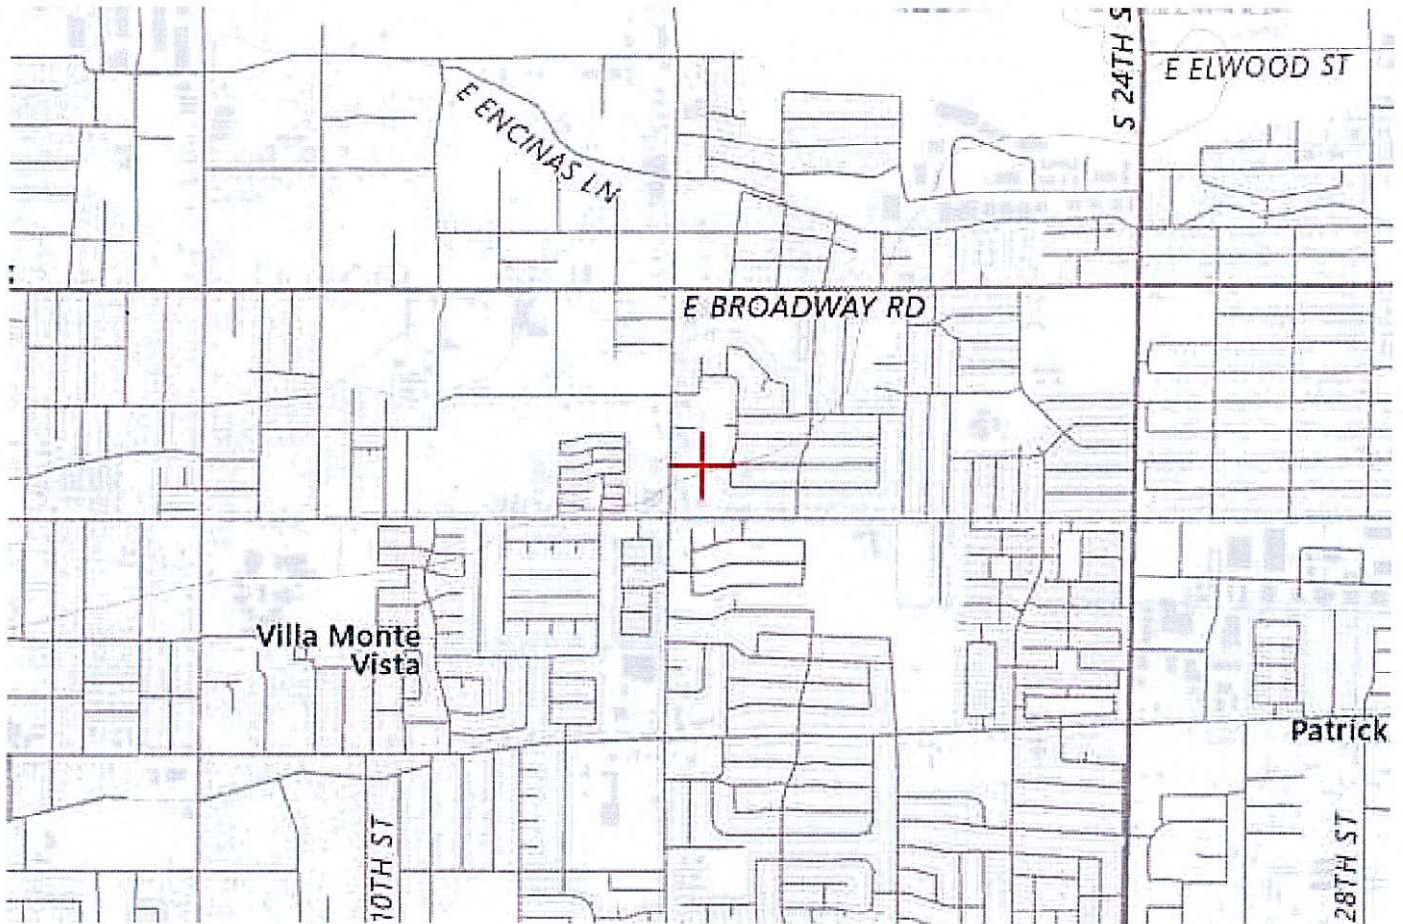 S 24TH S
E ELWOOD ST
E ENCINAS LN
E BROADWAY RD
Villa Monte
Vista
Patrick
10TH ST
28TH ST